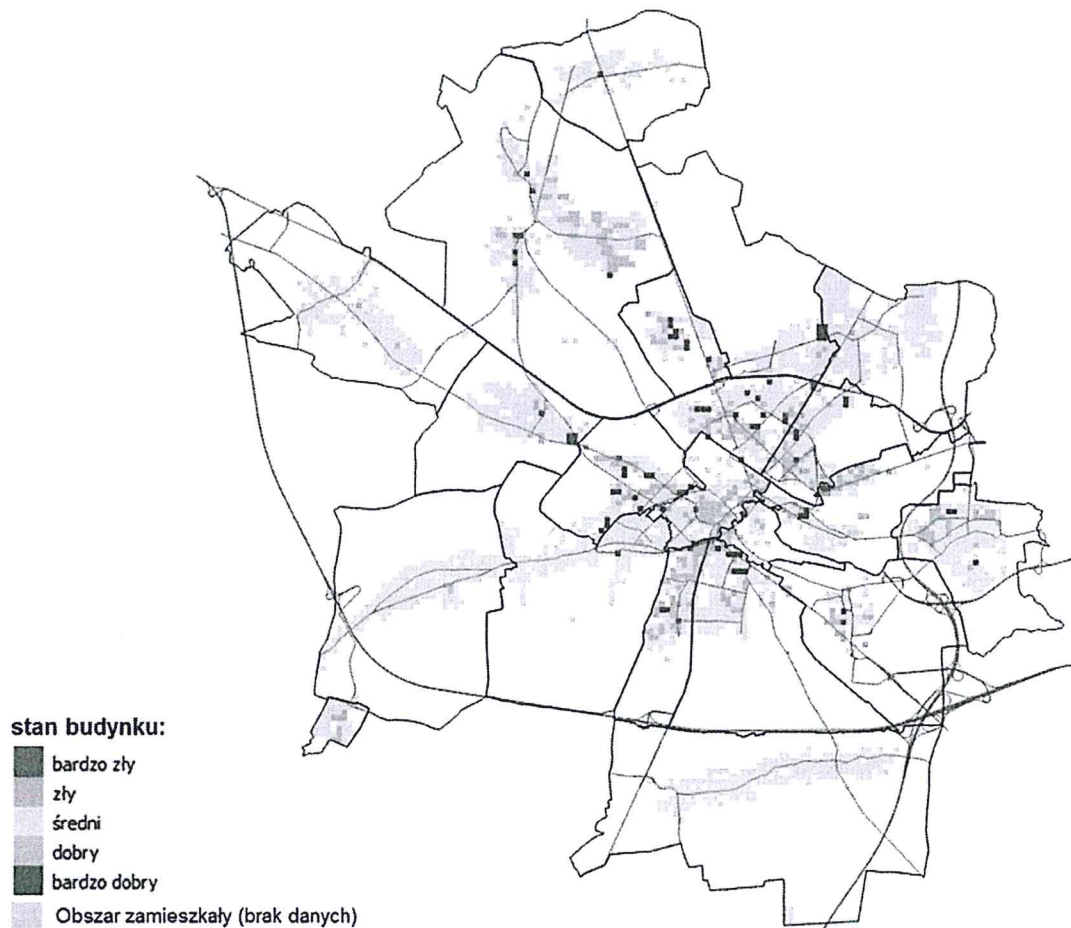 stan budynku:
bardzo zły
zły
średni
dobry
bardzo dobry
Obszar zamieszkały (brak danych)